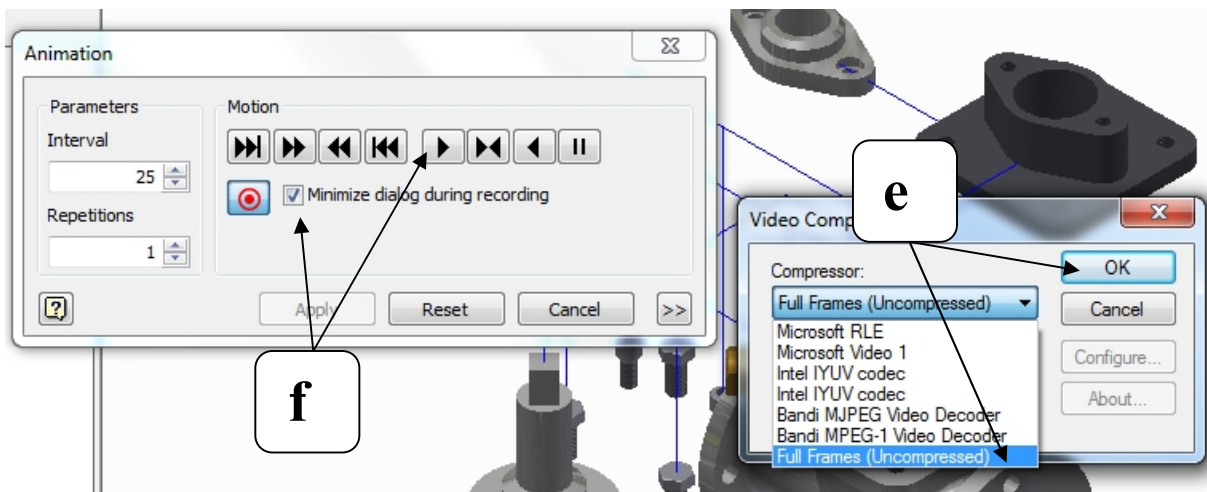 Animation
Parameters
Interval
25
Repetitions
1
Motion
Minimize dialog during recording
Apply
Reset
Cancel
>>
f
e
Video Comp
Compressor:
Full Frames (Uncompressed)
Microsoft RLE
Microsoft Video 1
Intel IYUV codec
Intel IYUV codec
Bandi MJPEG Video Decoder
Bandi MPEG-1 Video Decoder
Full Frames (Uncompressed)
OK
Cancel
Configure...
About...